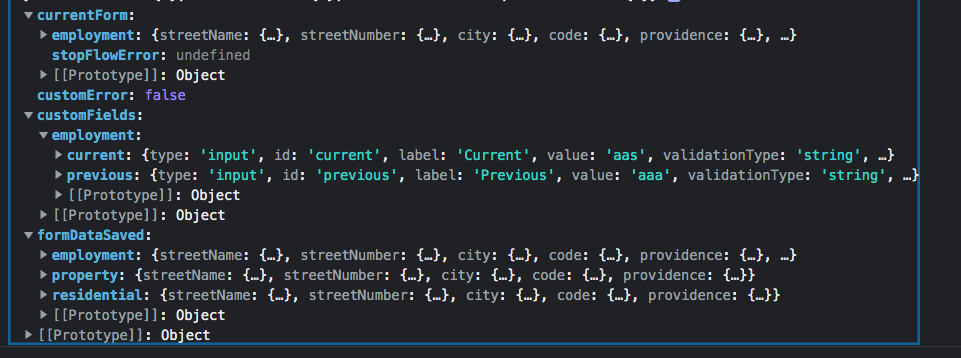 currentForm:
employment: {streetName: {…}, streetNumber: {…}, city: {…}, code: {…}, providence: {…}, …}
stopFlowError: undefined
[[Prototype]]: Object
customError: false
customFields:
employment:
current: {type: 'input', id: 'current', label: 'Current', value: 'aas', validationType: 'string', …}
previous: {type: 'input', id: 'previous', label: 'Previous', value: 'aaa', validationType: 'string', …}
[[Prototype]]: Object
[[Prototype]]: Object
formDataSaved:
employment: {streetName: {…}, streetNumber: {…}, city: {…}, code: {…}, providence: {…}, …}
property: {streetName: {…}, streetNumber: {…}, city: {…}, code: {…}, providence: {…}}
residential: {streetName: {…}, streetNumber: {…}, city: {…}, code: {…}, providence: {…}}
[[Prototype]]: Object
[[Prototype]]: Object